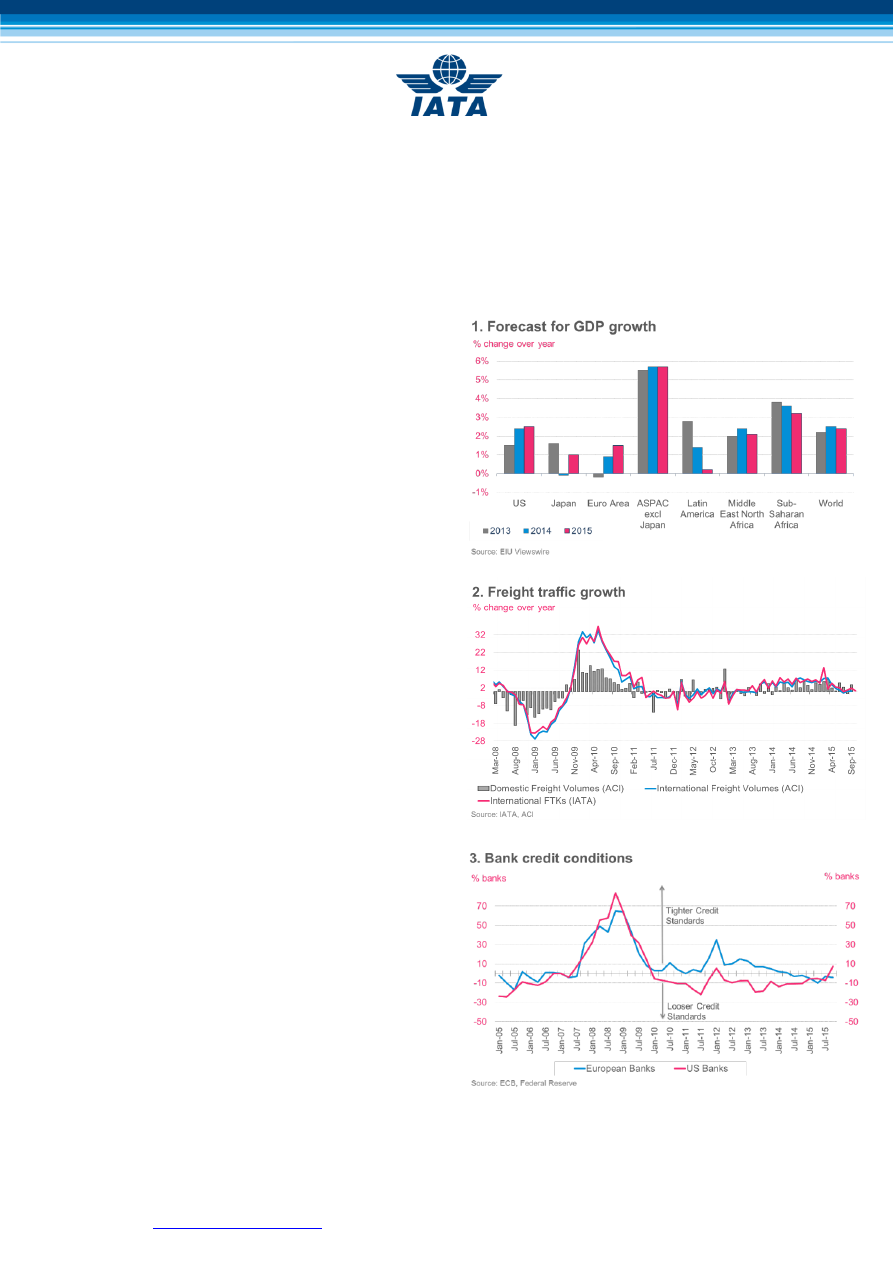 IATA
1. Forecast for GDP growth
% change over year
6%
5%
4%
3%
2%
1%
0%
-1%
US Japan Euro Area ASPAC excl Japan Latin America Middle East North Africa Sub-Saharan Africa World
2013 2014 2015
Source: EIU Viewswire
2. Freight traffic growth
% change over year
32
22
12
2
-8
-18
-28
Mar-08 Aug-08 Jan-09 Jun-09 Nov-09 Apr-10 Sep-10 Feb-11 Jul-11 Dec-11 May-12 Oct-12 Mar-13 Aug-13 Jan-14 Jun-14 Nov-14 Apr-15 Sep-15
Domestic Freight Volumes (ACI) International Freight Volumes (ACI)
International FTKs (IATA)
Source: IATA, ACI
3. Bank credit conditions
% banks % banks
70 70
50 50
30 30
10 10
-10 -10
-30 -30
-50 -50
Tighter Credit
Standards
Looser Credit
Standards
Jan-05 Jul-05 Jan-06 Jul-06 Jan-07 Jul-07 Jan-08 Jul-08 Jan-09 Jul-09 Jan-10 Jul-10 Jan-11 Jul-11 Jan-12 Jul-12 Jan-13 Jul-13 Jan-14 Jul-14 Jan-15 Jul-15
European Banks US Banks
Source: ECB, Federal Reserve